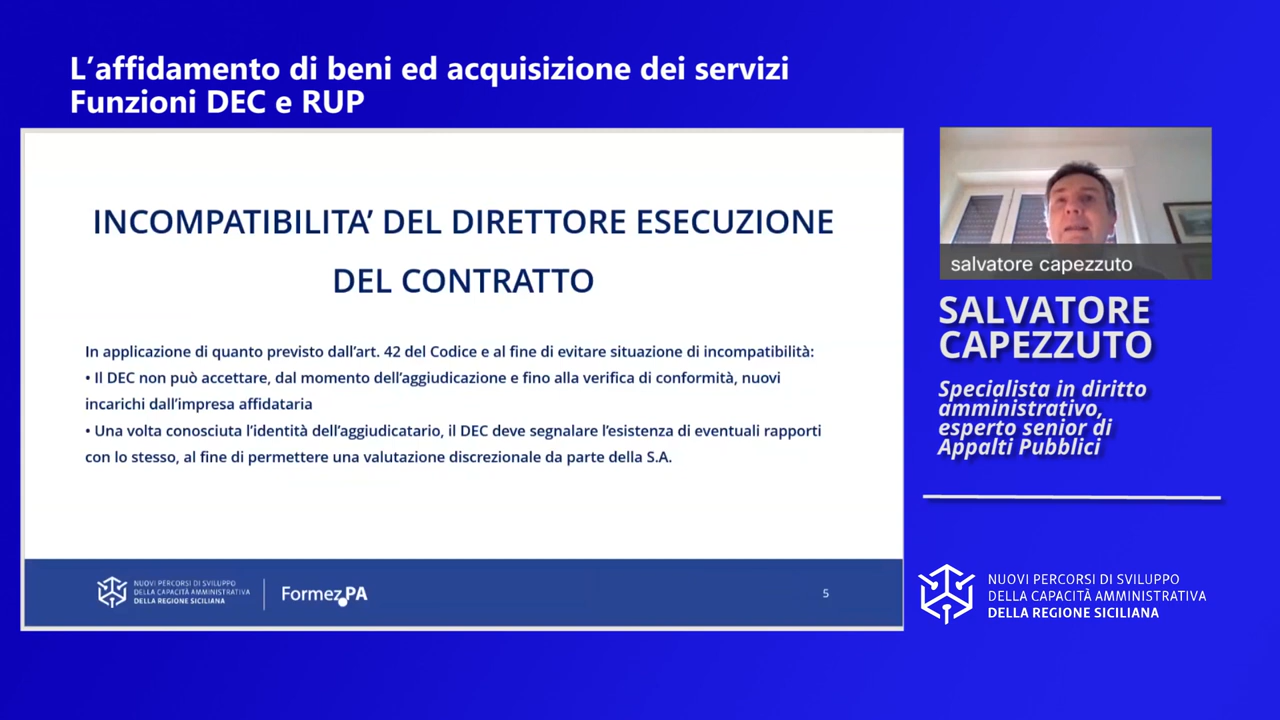 L’affidamento di beni ed acquisizione dei servizi
Funzioni DEC e RUP
INCOMPATIBILITA’ DEL DIRETTORE ESECUZIONE
DEL CONTRATTO
In applicazione di quanto previsto dall’art. 42 del Codice e al fine di evitare situazione di incompatibilità:
• Il DEC non può accettare, dal momento dell’aggiudicazione e fino alla verifica di conformità, nuovi
incarichi dall’impresa affidataria
• Una volta conosciuta l’identità dell’aggiudicatario, il DEC deve segnalare l’esistenza di eventuali rapporti
con lo stesso, al fine di permettere una valutazione discrezionale da parte della S.A.
NUOVI PERCORSI DI SVILUPPO
DELLA CAPACITÀ AMMINISTRATIVA
DELLA REGIONE SICILIANA
Formez PA
5
salvatore capezzuto
SALVATORE
CAPEZZUTO
Specialista in diritto
amministrativo,
esperto senior di
Appalti Pubblici
NUOVI PERCORSI DI SVILUPPO
DELLA CAPACITÀ AMMINISTRATIVA
DELLA REGIONE SICILIANA